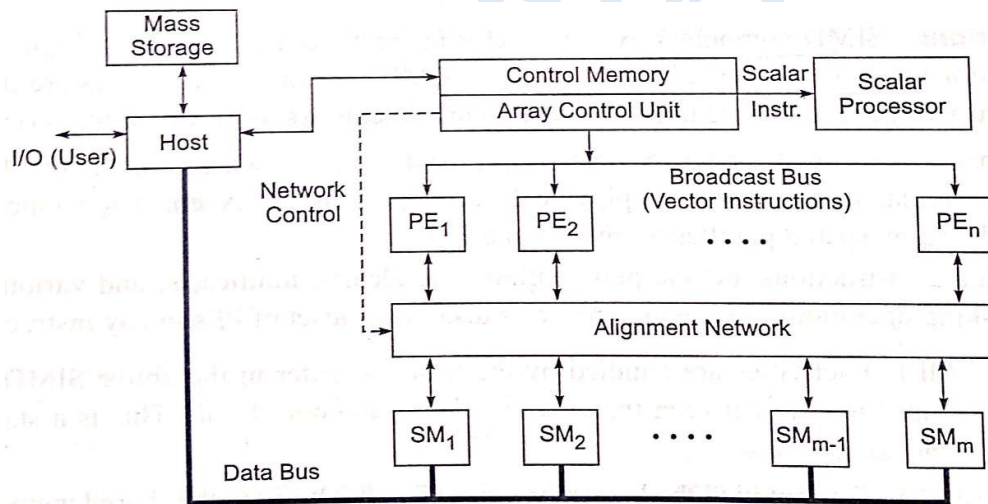 Mass
Storage
Host
I/O (User)
Control Memory
Array Control Unit
Scalar
Instr.
Scalar
Processor
Network
Control
Broadcast Bus
(Vector Instructions)
PE1
PE2
. . . .
PEn
Alignment Network
SM1
SM2
. . . .
SMm-1
SMm
Data Bus